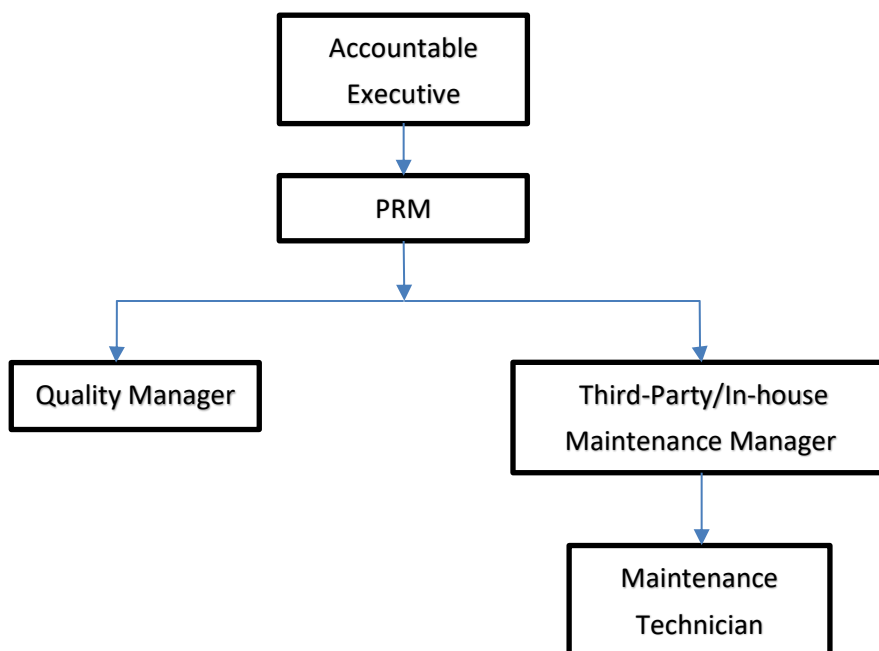 Accountable
Executive
PRM
Quality Manager
Third-Party/In-house
Maintenance Manager
Maintenance
Technician